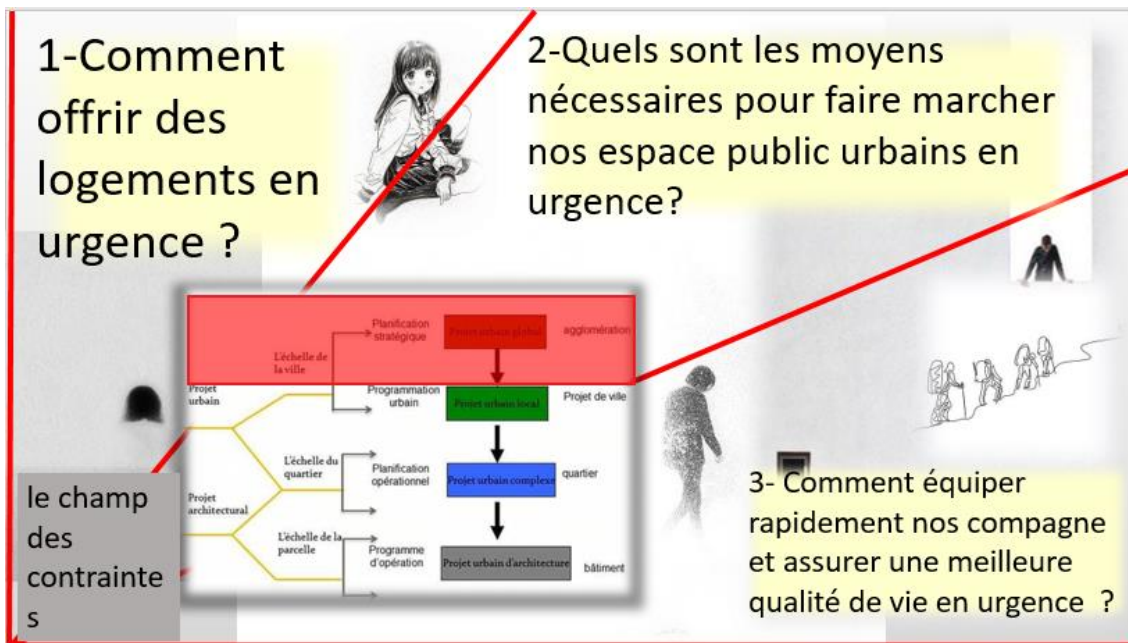 1-Comment
offrir des
logements en
urgence ?
2-Quels sont les moyens
nécessaires pour faire marcher
nos espace public urbains en
urgence?
Planification
stratégique
Projet urbain global
agglomération
L'échelle de
la ville
Projet
urbain
Programmation
urbain
Projet urbain local
Projet de ville
L'échelle du
quartier
Planification
opérationnel
Projet urbain complexe
quartier
Projet
architectural
L'échelle de la
parcelle
Programme
d'opération
Projet urbain d'architecture
bâtiment
le champ
des
contrainte
s
3- Comment équiper
rapidement nos compagne
et assurer une meilleure
qualité de vie en urgence ?